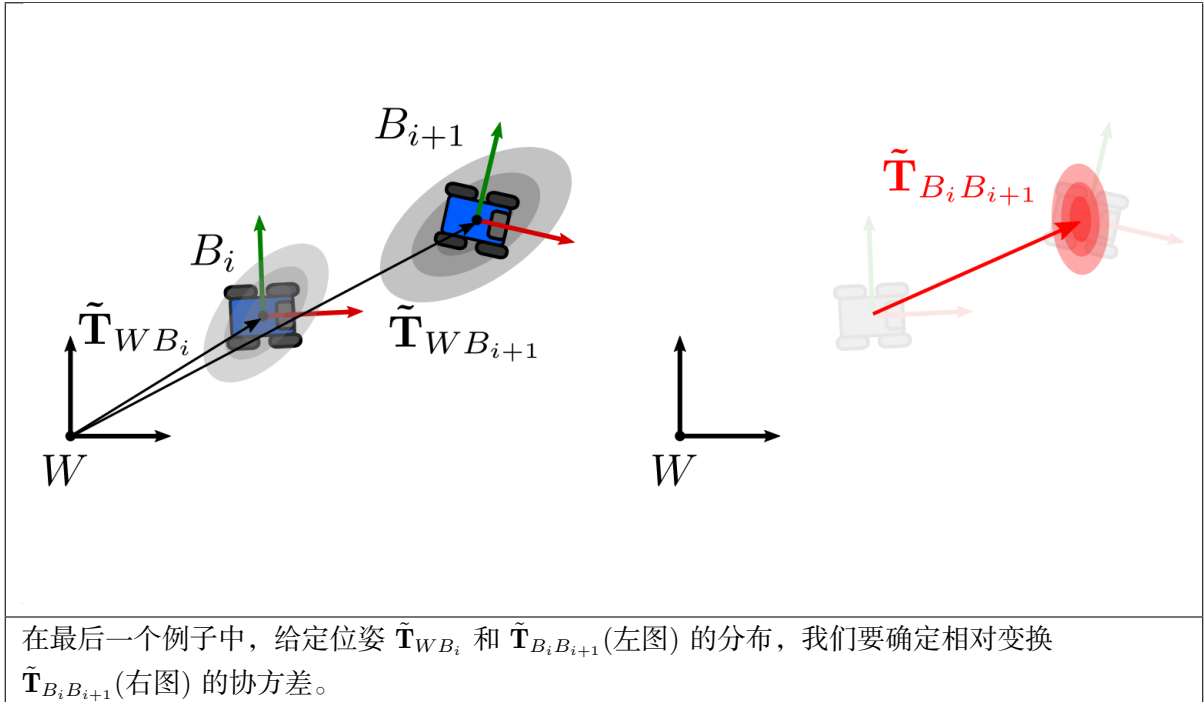 B_{i+1}
B_i
T̃_{WB_i}
T̃_{WB_{i+1}}
W
T̃_{B_iB_{i+1}}
W
在最后一个例子中，给定位姿 T̃_{WB_i} 和 T̃_{B_iB_{i+1}}(左图) 的分布，我们要确定相对变换
T̃_{B_iB_{i+1}}(右图) 的协方差。